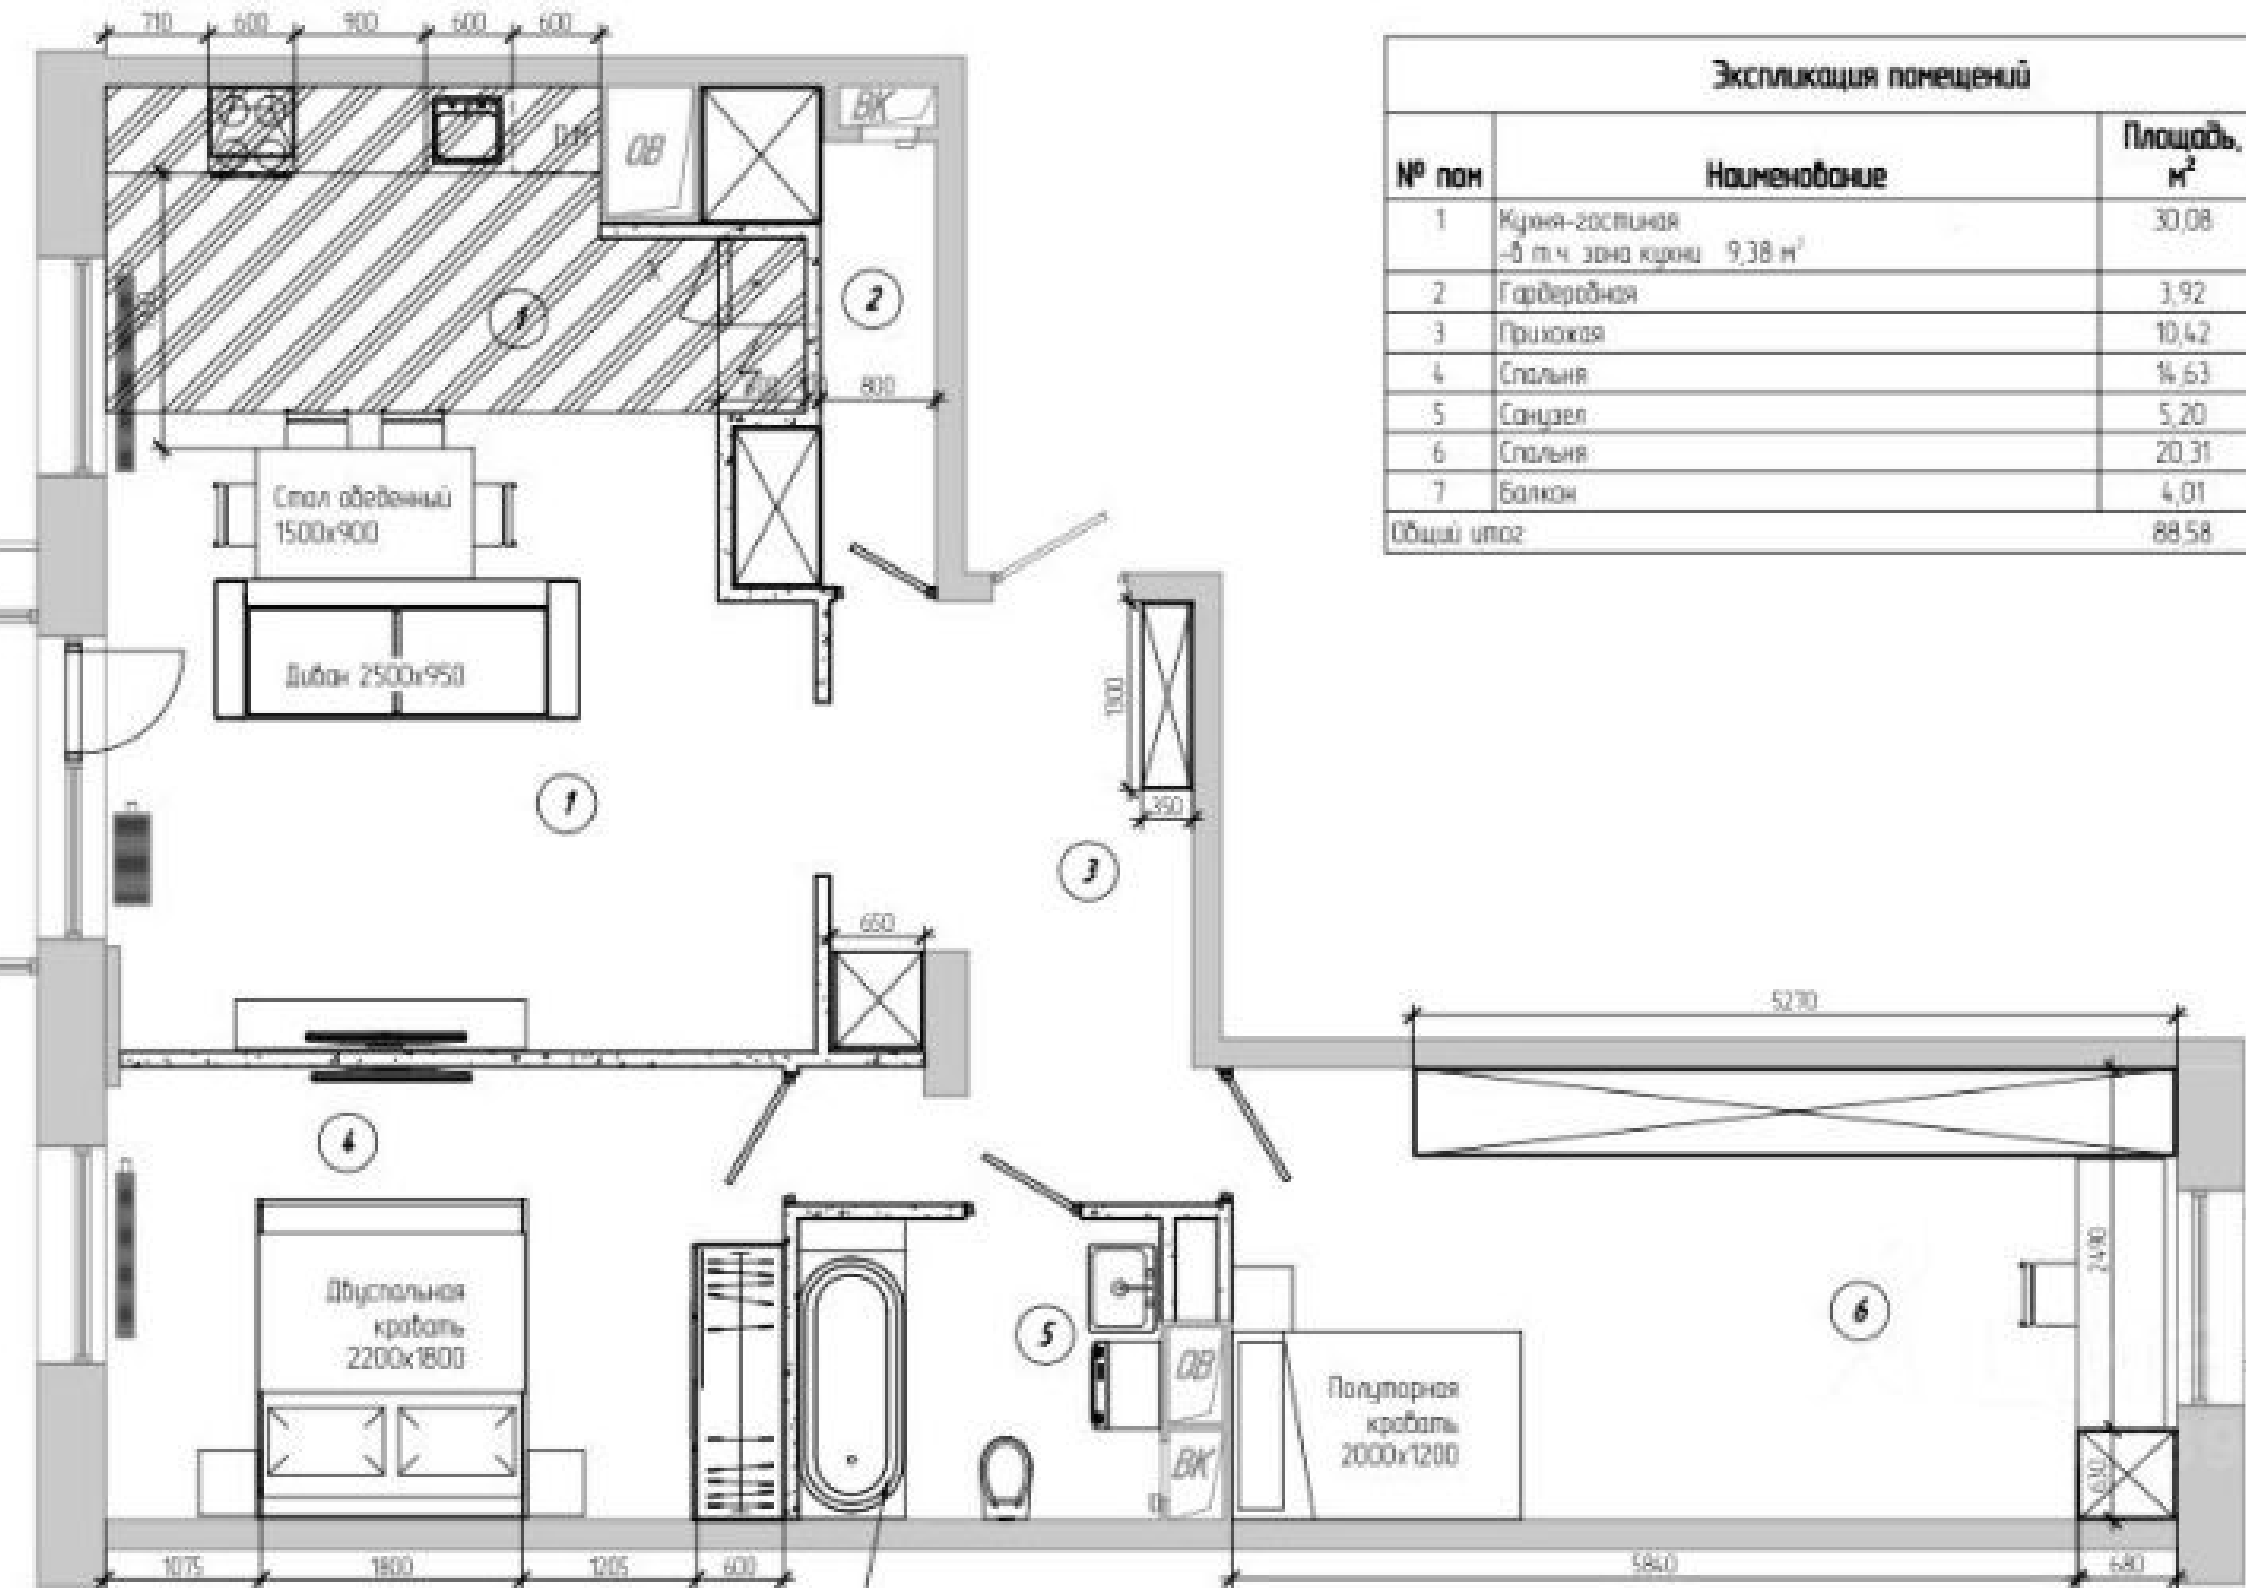 710 600 900 600 600
ОВ
ВК
1
2
800
Стол обеденный
1500х900
Диван 2500х950
1300
350
1
3
650
4
Двуспальная
кровать
2200х1800
5
ОВ
ВК
5270
2490
6
Полуторная
кровать
2000х1200
630
1075 1800 1205 600 5840 680
Экспликация помещений
№ пом Наименование Площадь, м²
1 Кухня-гостиная 30,08
-в т.ч. зона кухни 9,38 м²
2 Гардеробная 3,92
3 Прихожая 10,42
4 Спальня 14,63
5 Санузел 5,20
6 Спальня 20,31
7 Балкон 4,01
Общий итог 88,58